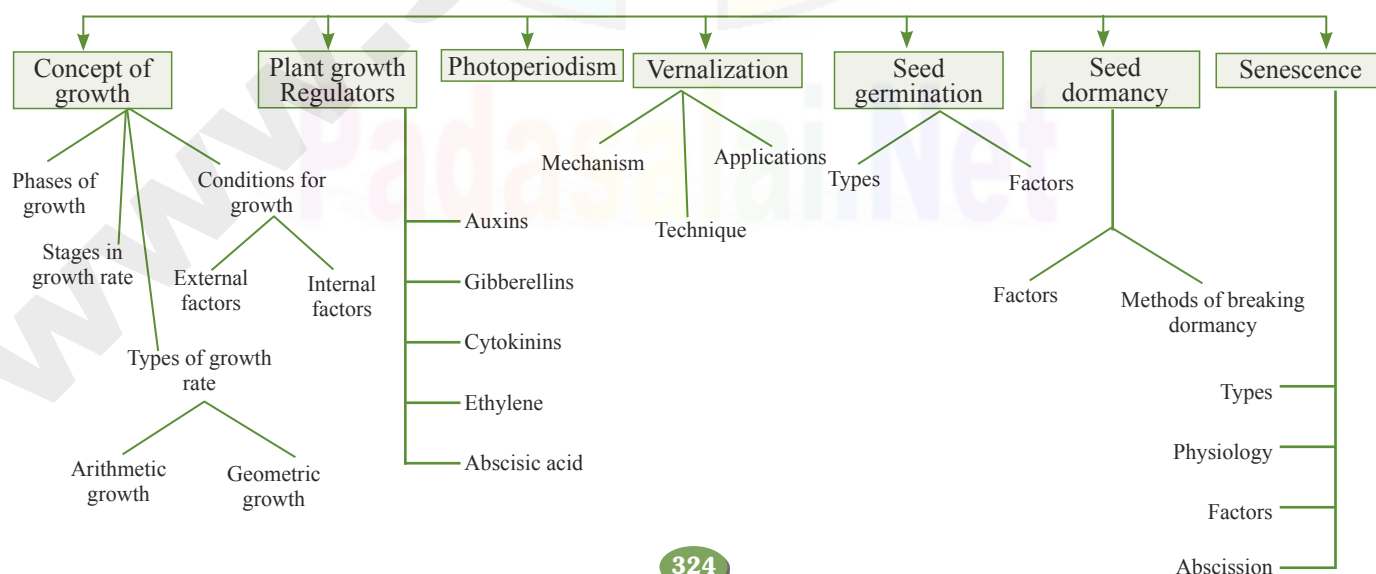 Concept of
growth
Plant growth
Regulators
Photoperiodism
Vernalization
Seed
germination
Seed
dormancy
Senescence
Phases of
growth
Stages in
growth rate
Types of growth
rate
Arithmetic
growth
Geometric
growth
Conditions for
growth
External
factors
Internal
factors
Auxins
Gibberellins
Cytokinins
Ethylene
Abscisic acid
Mechanism
Technique
Applications
Types
Factors
Factors
Methods of breaking
dormancy
Types
Physiology
Factors
Abscission
324
Padasalai.Net
www.